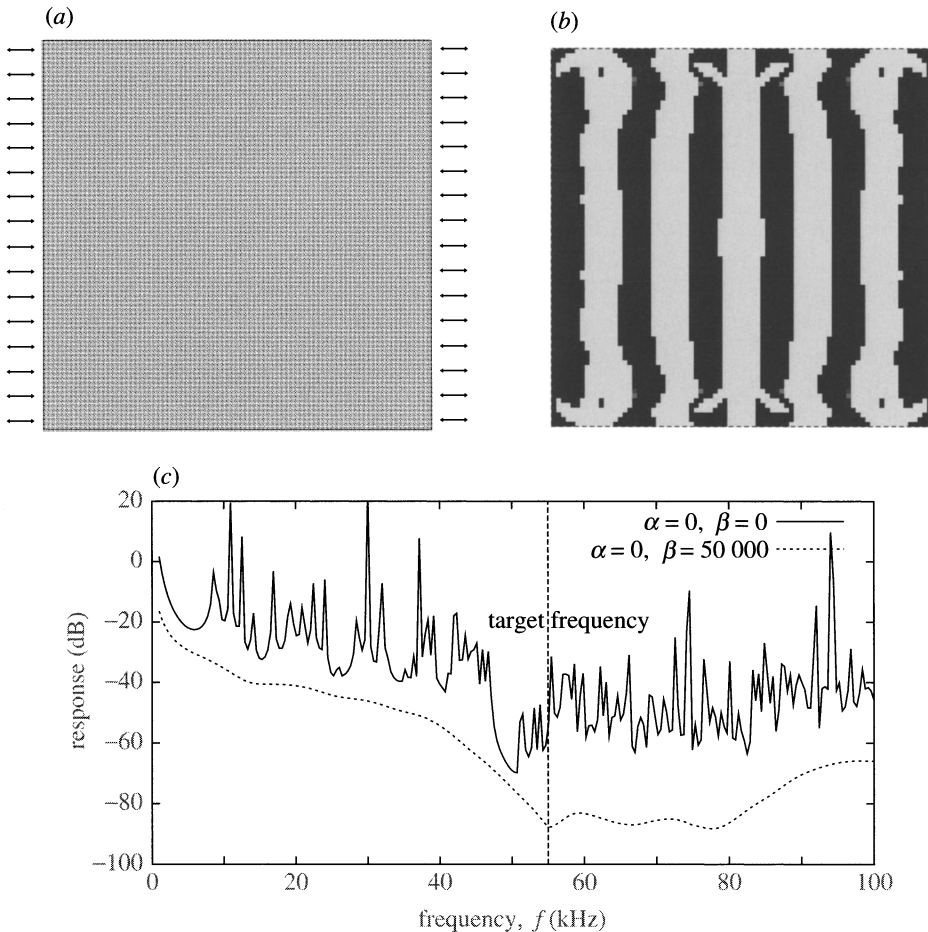 (a)
(b)
(c)
20
0
−20
−40
−60
−80
−100
response (dB)
α = 0, β = 0
α = 0, β = 50 000
target frequency
0
20
40
60
80
100
frequency, f (kHz)